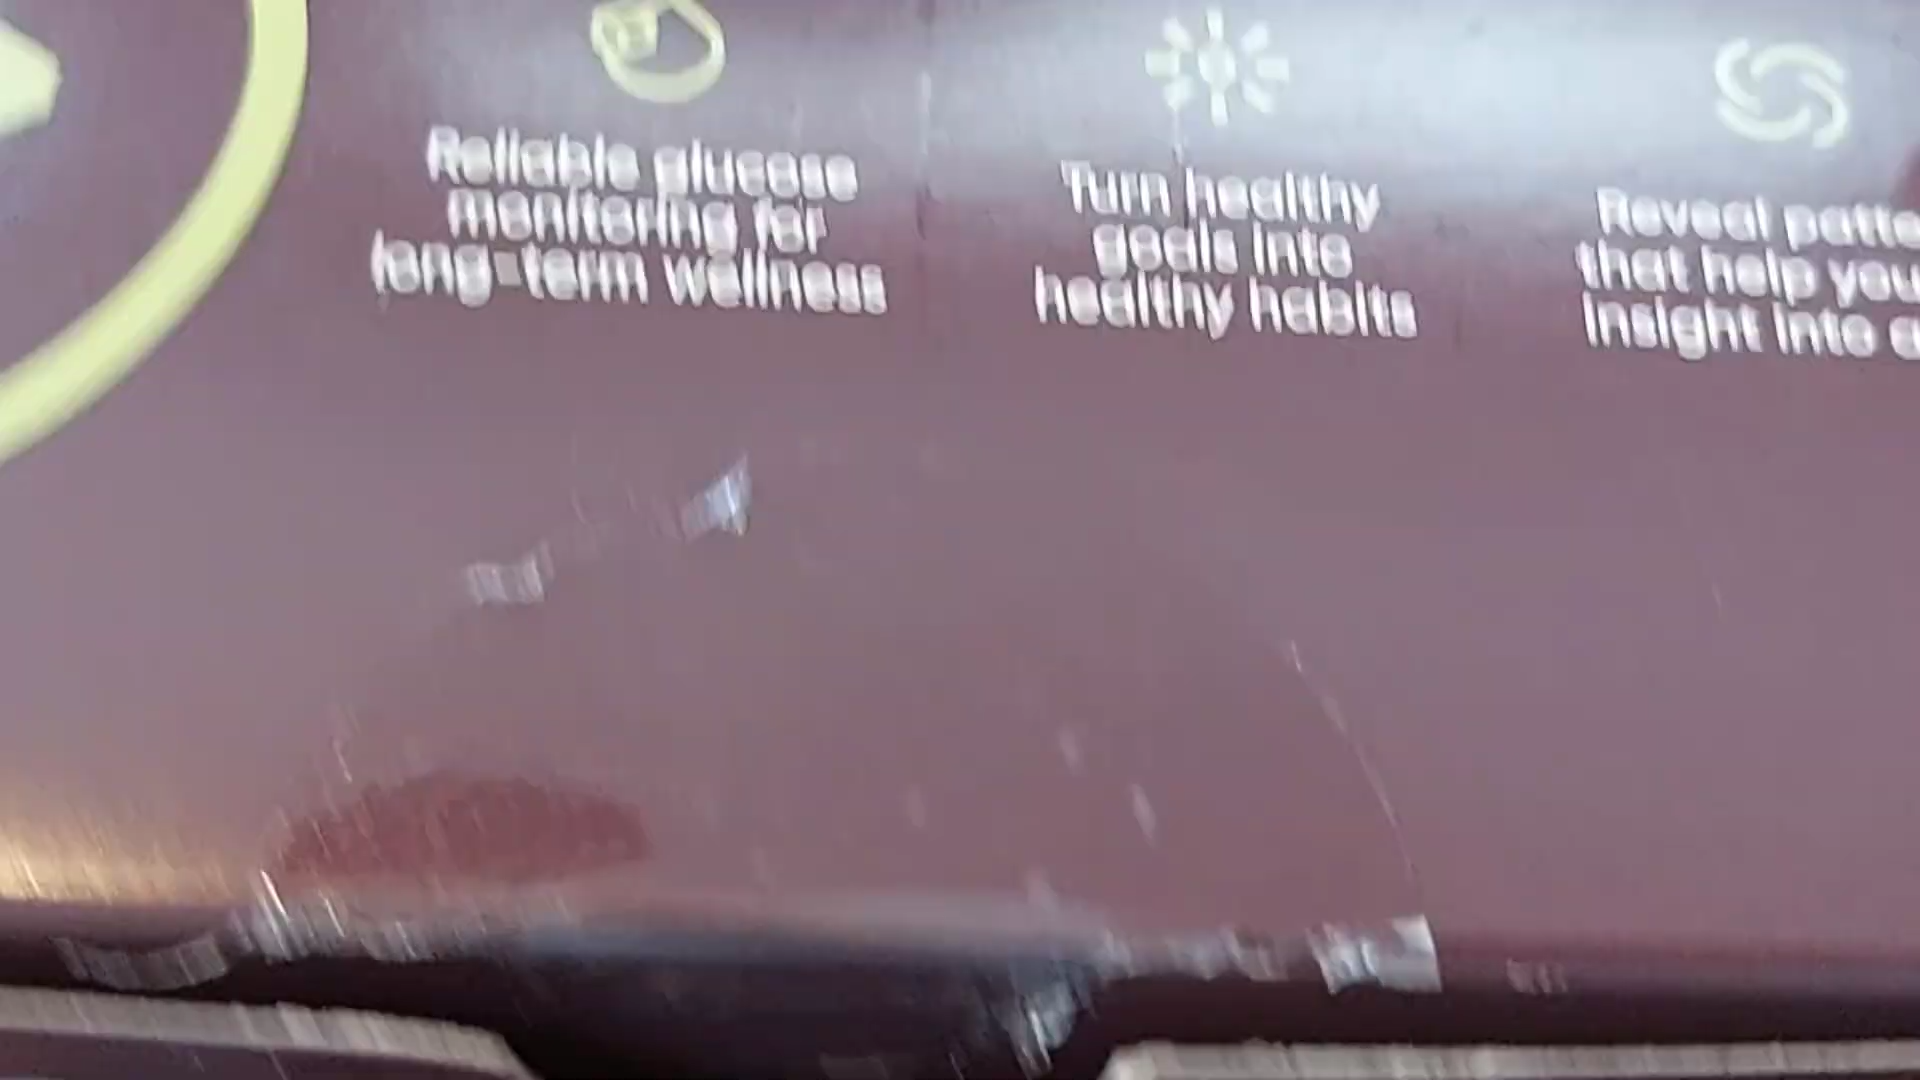 Reliable glucose
monitoring for
long-term wellness
Turn healthy
goals into
healthy habits
Reveal patte
that help you
insight into